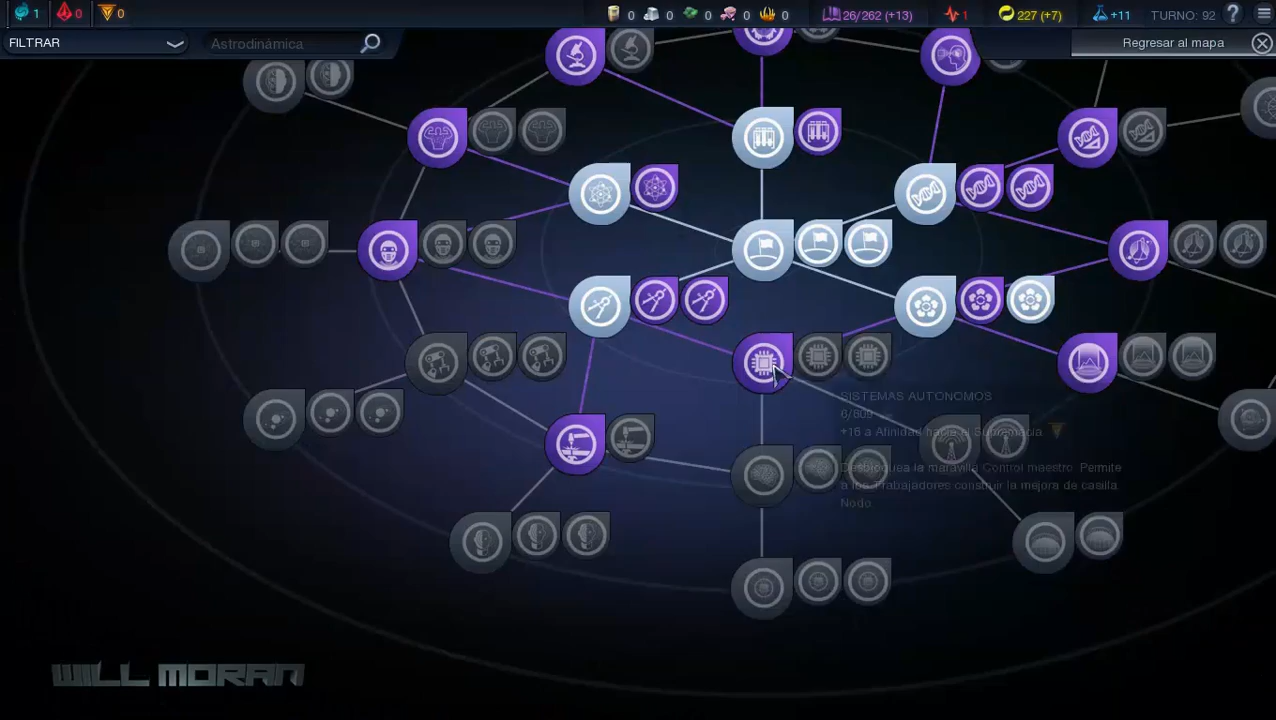 1 0 0 0 0 0 0 0 26/262 (+13) 1 227 (+7) +11 TURNO: 92 ?
FILTRAR Astrodinámica Regresar al mapa
SISTEMAS AUTONOMOS
+16 a Afinidad hacia el Supremacía.
Desbloquea la maravilla Control maestro. Permite
a los Trabajadores construir la mejora de casilla
Nodo.
WILL MORAN